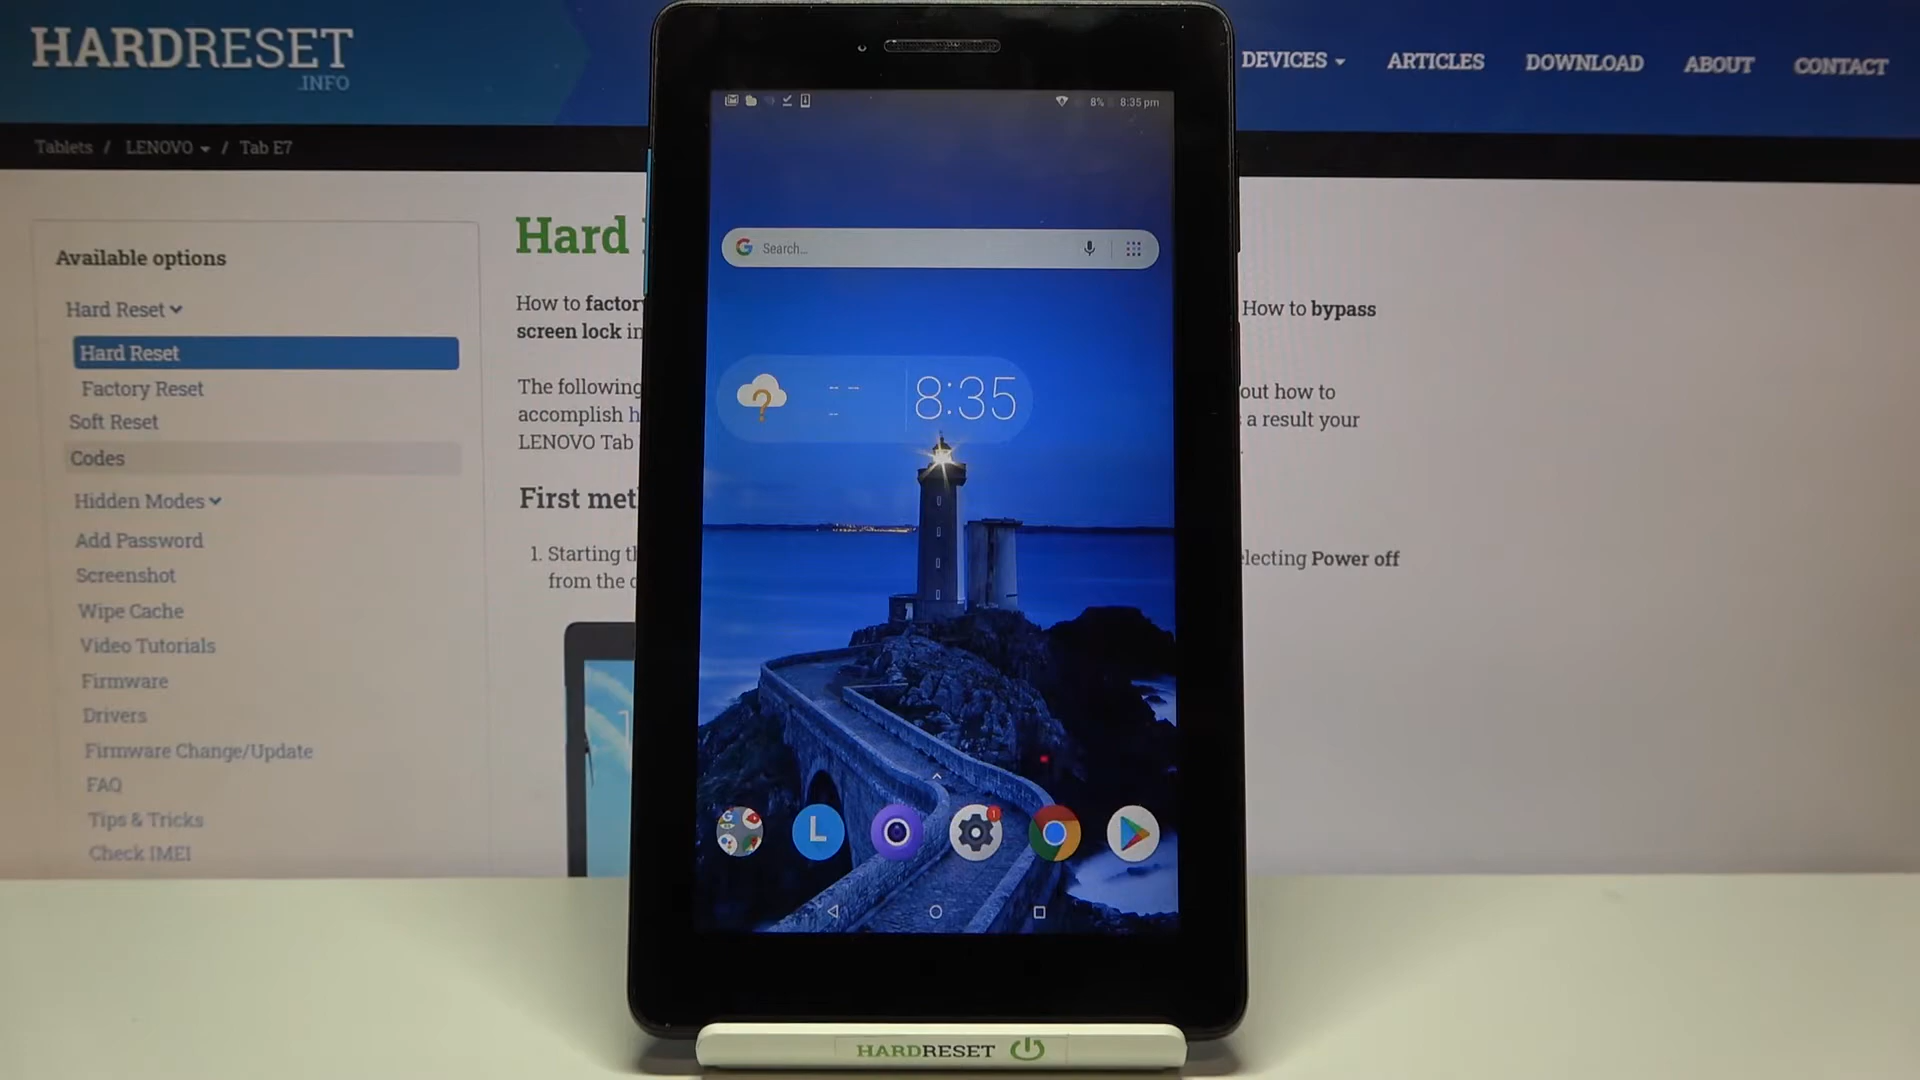 HARDRESET
.INFO
DEVICES
ARTICLES
DOWNLOAD
ABOUT
CONTACT
Tablets / LENOVO / Tab E7
Available options
Hard Reset
Hard Reset
Factory Reset
Soft Reset
Codes
Hidden Modes
Add Password
Screenshot
Wipe Cache
Video Tutorials
Firmware
Drivers
Firmware Change/Update
FAQ
Tips & Tricks
Check IMEI
Hard
How to factory
screen lock in
The following
accomplish
LENOVO Tab
First
1. Starting
from the
How to bypass
out how to
a result your
Power off
8% 8:35 pm
G Search...
?
-- --
-
8:35
L
1
HARDRESET